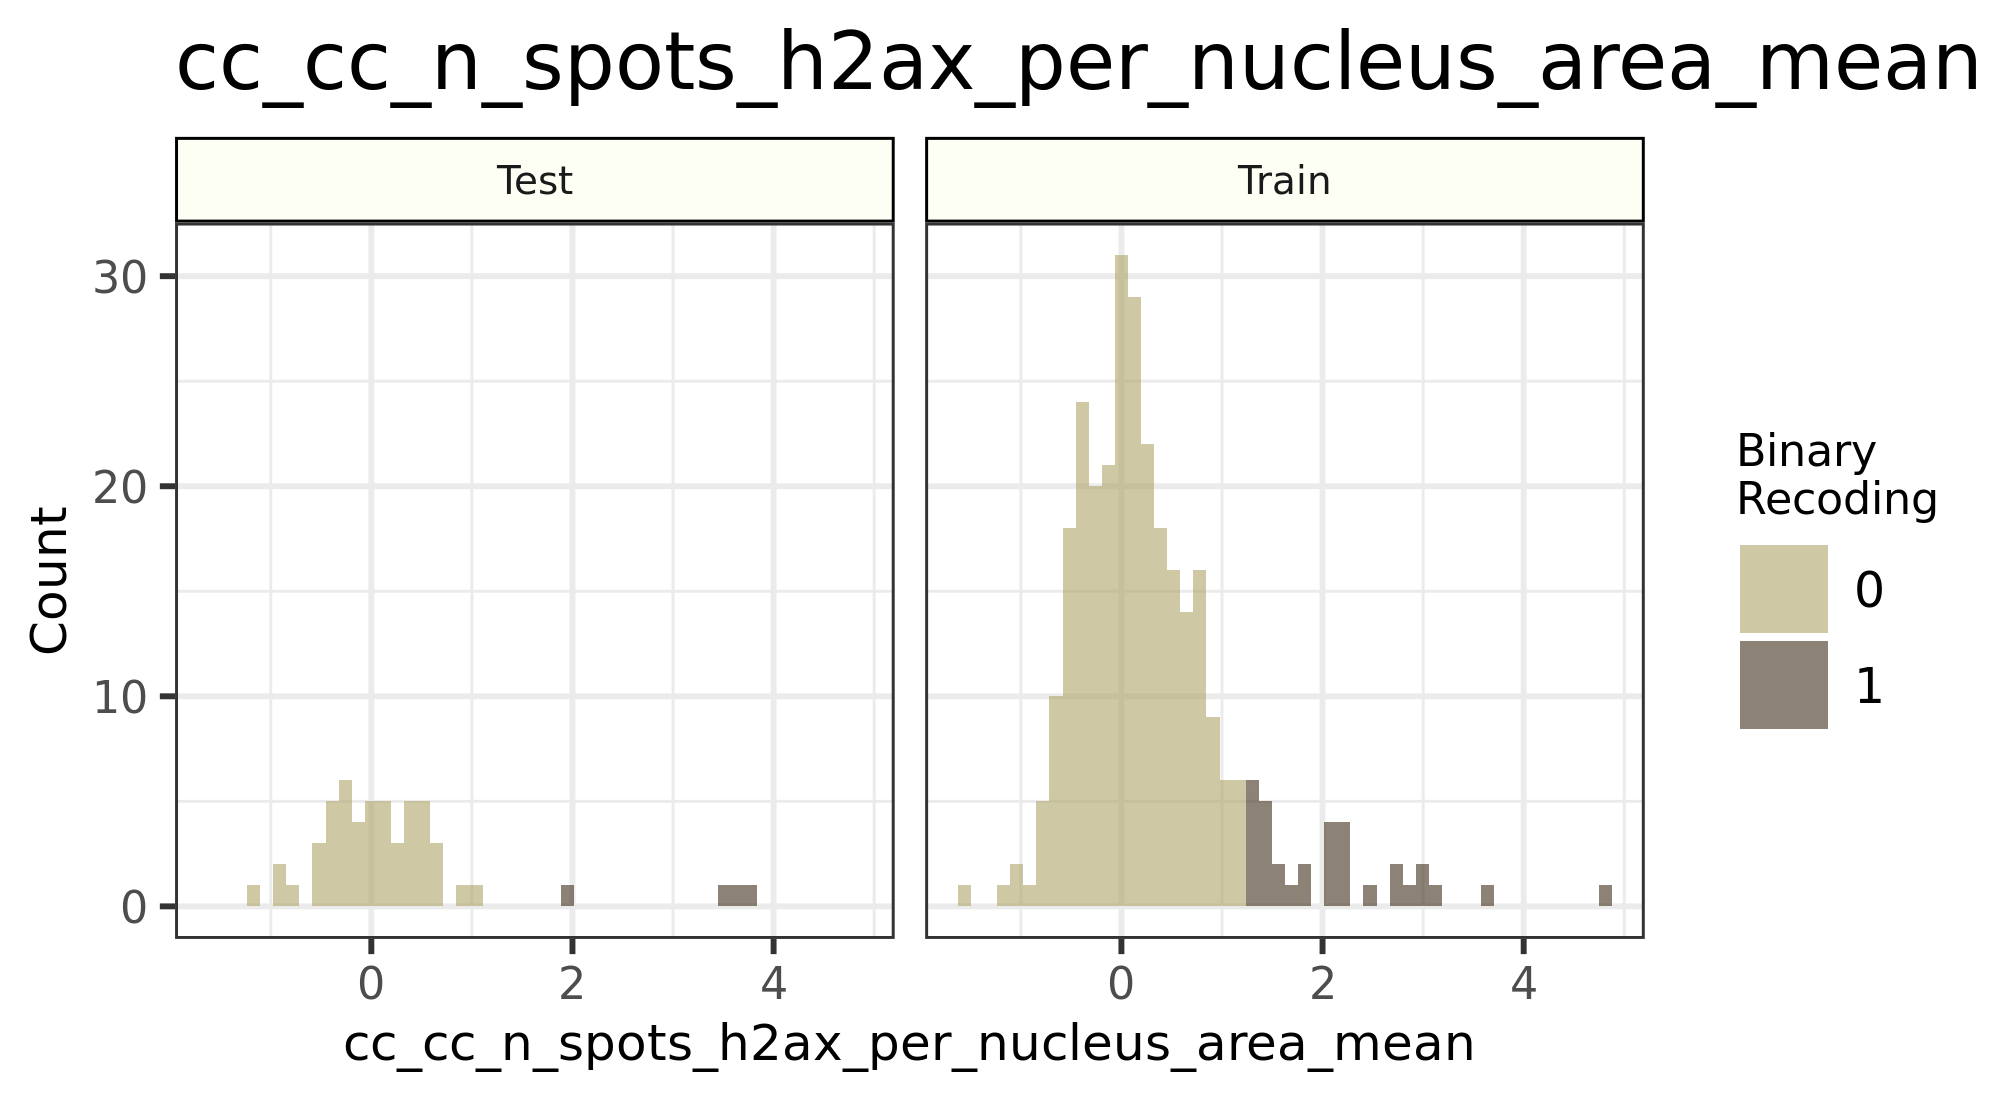 cc_cc_n_spots_h2ax_per_nucleus_area_mean
Test
Train
30
20
10
0
Count
0
2
4
0
2
4
cc_cc_n_spots_h2ax_per_nucleus_area_mean
Binary
Recoding
0
1